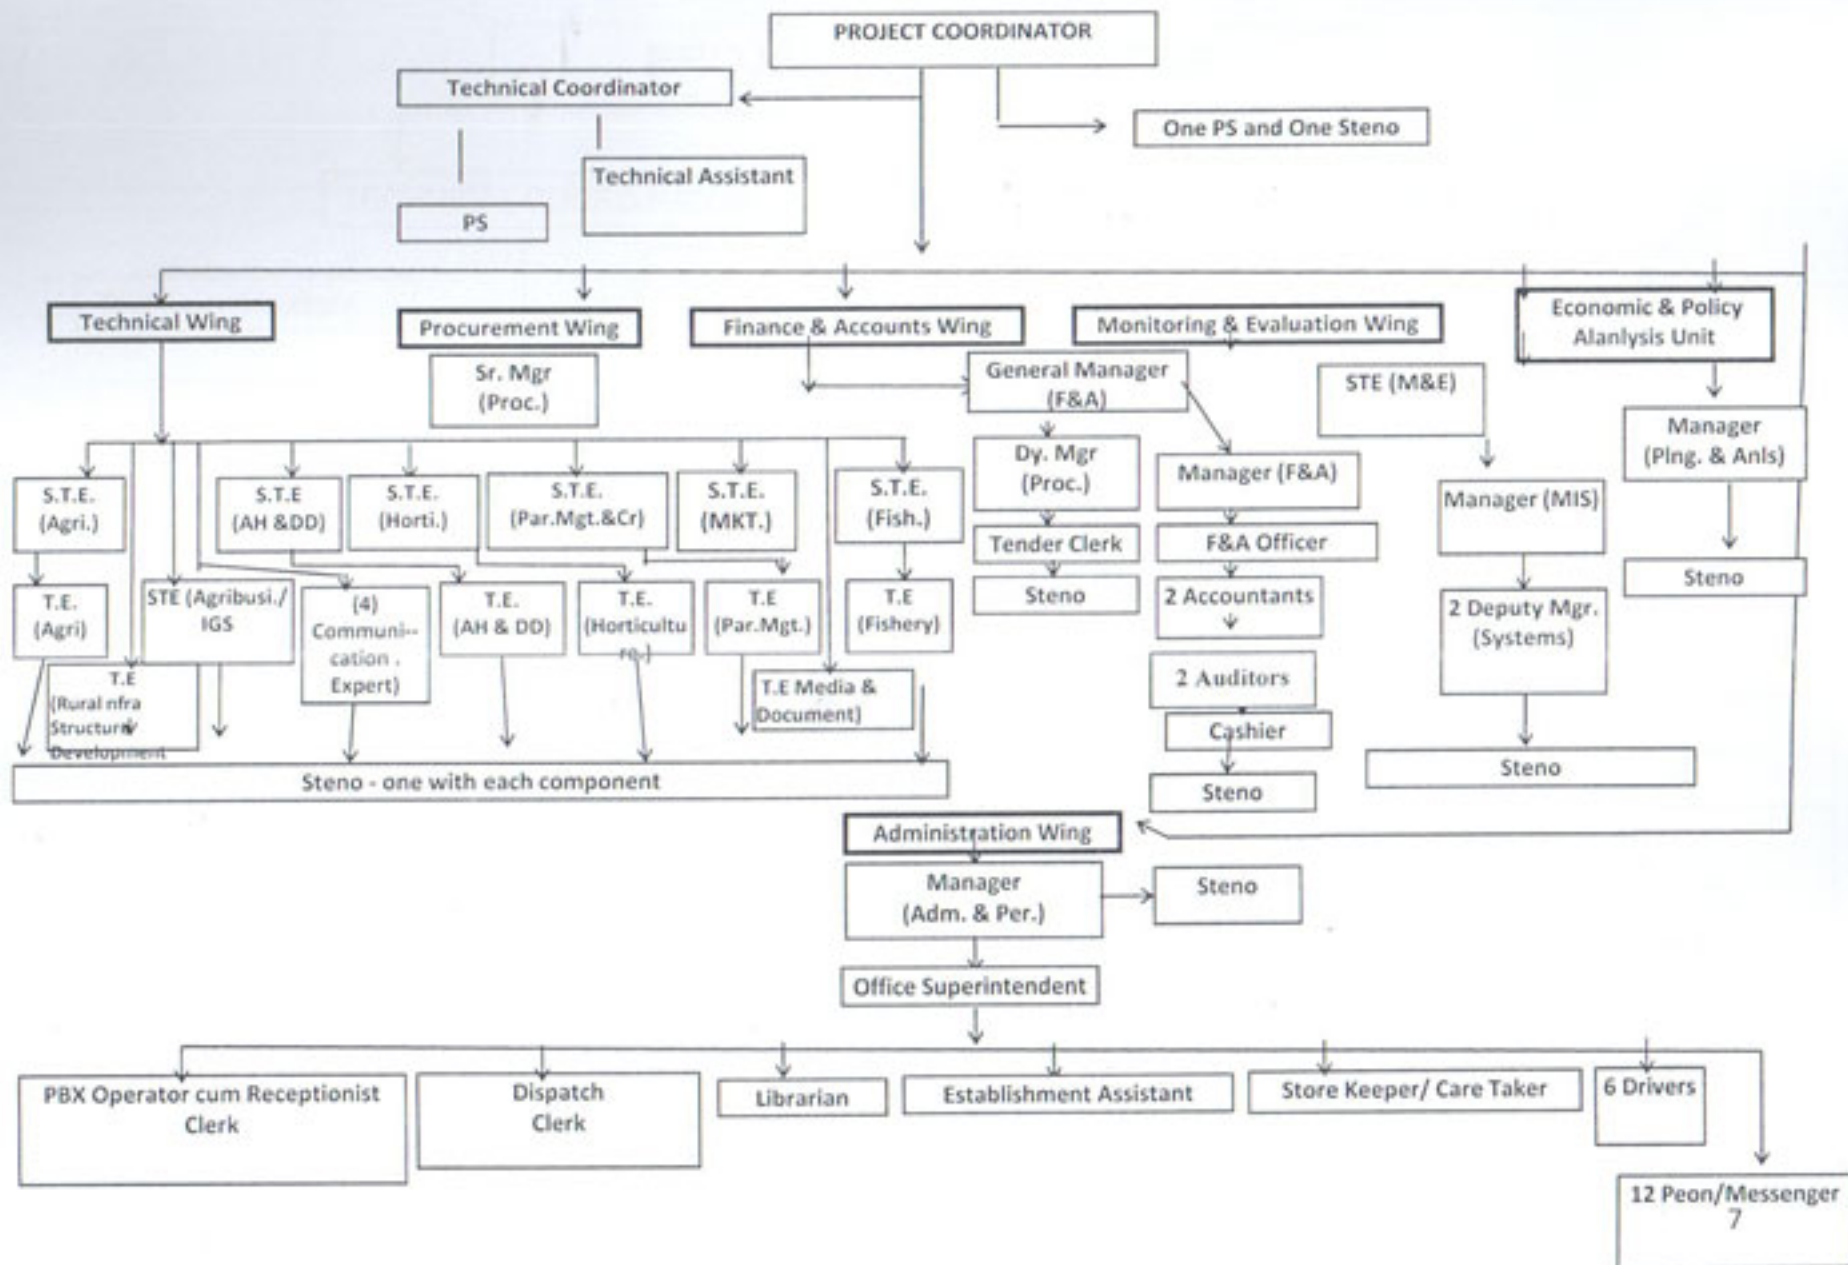 PROJECT COORDINATOR
Technical Coordinator
One PS and One Steno
Technical Assistant
PS
Technical Wing
Procurement Wing
Finance & Accounts Wing
Monitoring & Evaluation Wing
Economic & Policy
Alanlysis Unit
Sr. Mgr
(Proc.)
General Manager
(F&A)
STE (M&E)
Manager
(Plng. & Anls)
Dy. Mgr
(Proc.)
Manager (F&A)
Manager (MIS)
S.T.E.
(Agri.)
S.T.E
(AH &DD)
S.T.E.
(Horti.)
S.T.E.
(Par.Mgt.&Cr)
S.T.E.
(MKT.)
S.T.E.
(Fish.)
Tender Clerk
F&A Officer
Steno
Steno
2 Accountants
2 Deputy Mgr.
(Systems)
T.E.
(Agri)
STE (Agribusi./
IGS
(4)
Communi--
cation .
Expert)
T.E.
(AH & DD)
T.E.
(Horticultu
re.)
T.E
(Par.Mgt.)
T.E
(Fishery)
T.E
(Rural nfra
Structure
Development
T.E Media &
Document)
2 Auditors
Cashier
Steno
Steno
Steno - one with each component
Administration Wing
Manager
(Adm. & Per.)
Steno
Office Superintendent
PBX Operator cum Receptionist
Clerk
Dispatch
Clerk
Librarian
Establishment Assistant
Store Keeper/ Care Taker
6 Drivers
12 Peon/Messenger
7